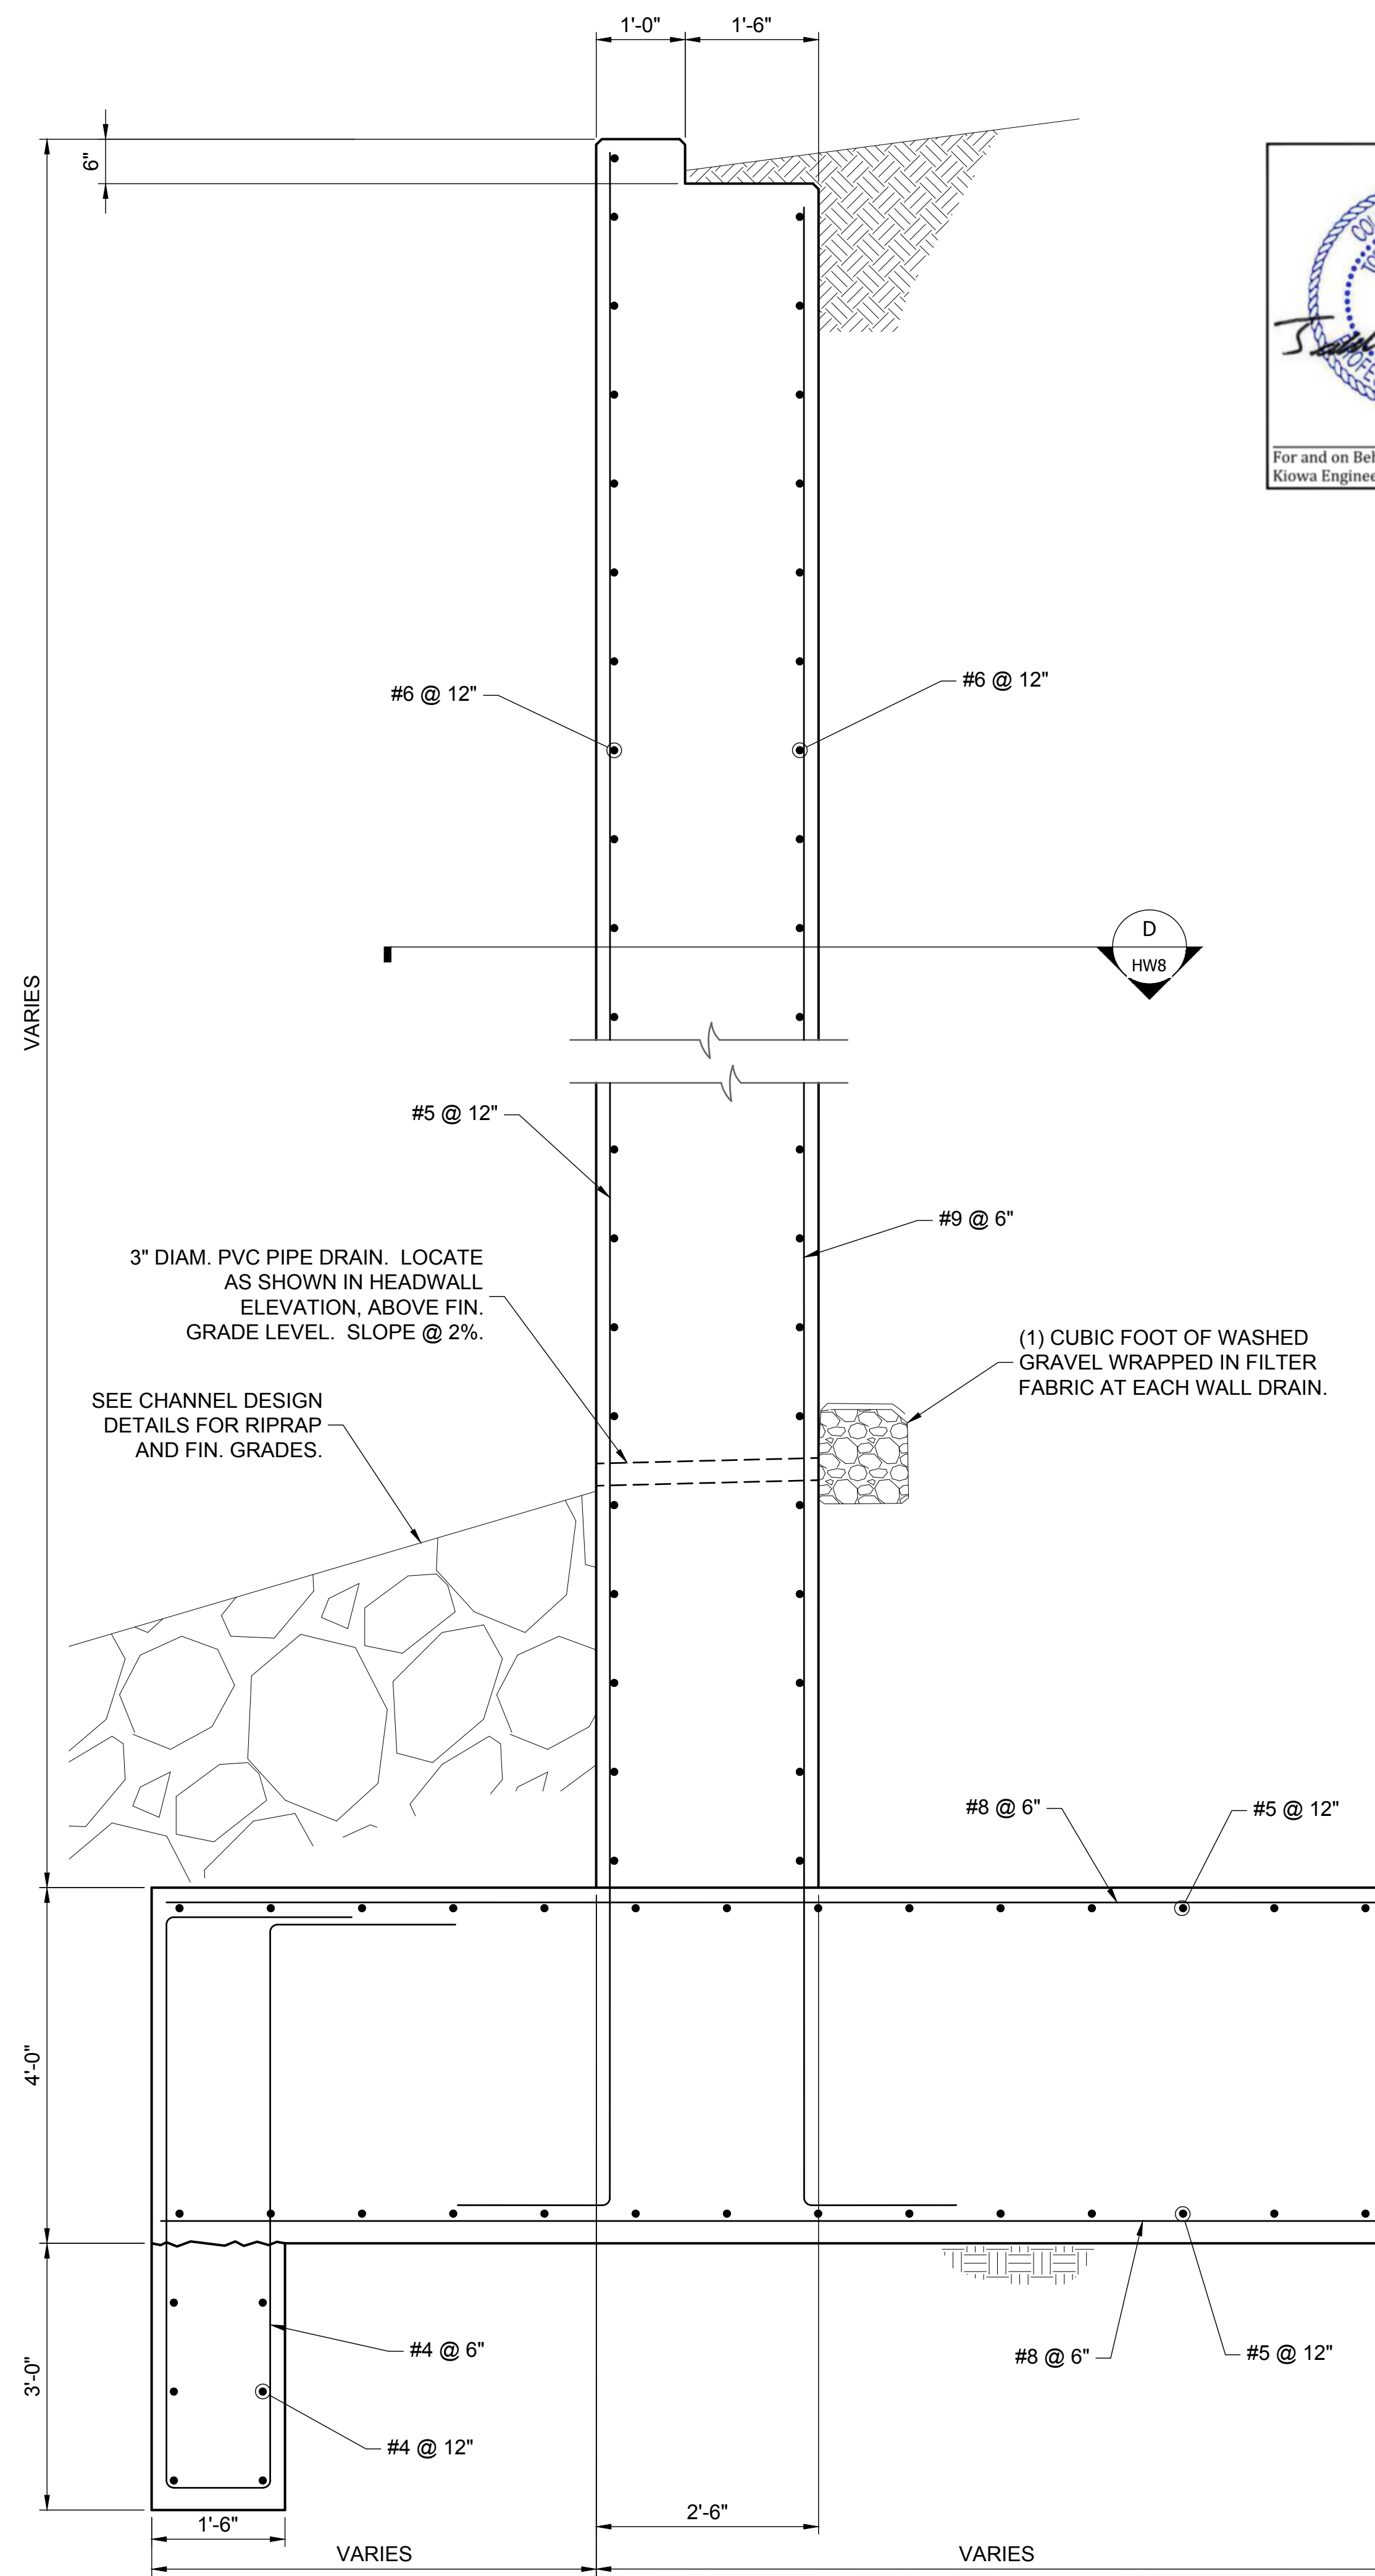 1'-0"
1'-6"
6"
For and on
Kiowa
#6 @ 12"
#6 @ 12"
D
HW8
VARIES
#5 @ 12"
#9 @ 6"
3" DIAM. PVC PIPE DRAIN. LOCATE
AS SHOWN IN HEADWALL
ELEVATION, ABOVE FIN.
GRADE LEVEL. SLOPE @ 2%.
(1) CUBIC FOOT OF WASHED
GRAVEL WRAPPED IN FILTER
FABRIC AT EACH WALL DRAIN.
SEE CHANNEL DESIGN
DETAILS FOR RIPRAP
AND FIN. GRADES.
#8 @ 6"
#5 @ 12"
4'-0"
#4 @ 6"
#8 @ 6"
#5 @ 12"
3'-0"
#4 @ 12"
1'-6"
2'-6"
VARIES
VARIES